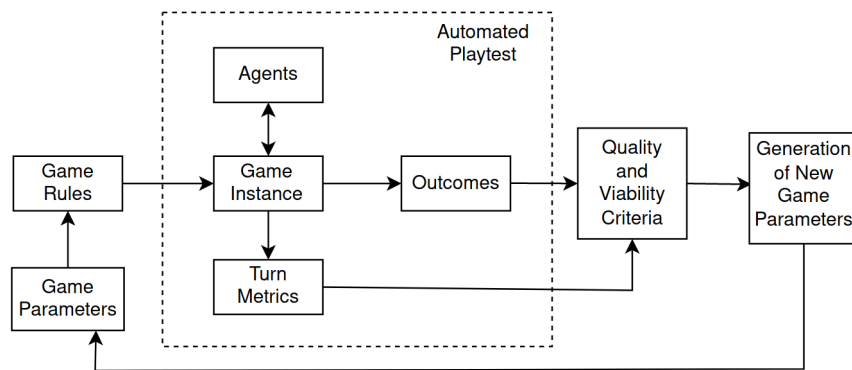 Automated
Playtest
Agents
Game
Rules
Game
Instance
Outcomes
Quality
and
Viability
Criteria
Generation
of New
Game
Parameters
Game
Parameters
Turn
Metrics